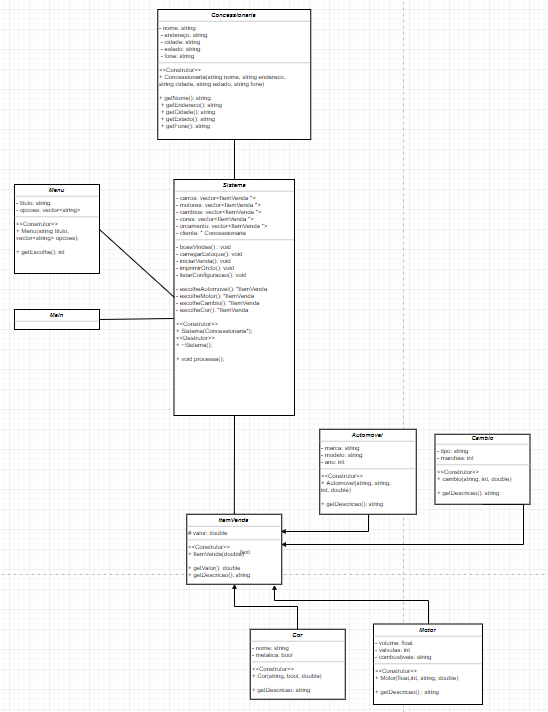 Concessionaria
- nome: string
- endereço: string
- cidade: string
- estado: string
- fone: string
<<Construtor>>
+ Concessionaria(string nome, string endereco,
string cidade, string estado, string fone)
+ getNome(): string
+ getEndereco(): string
+ getCidade(): string
+ getEstado(): string
+ getFone(): string
Menu
- titulo: string
- opcoes: vector<string>
<<Construtor>>
+ Menu(string titulo,
vector<string> opcoes);
+ getEscolha(): int
Main
Sistema
- carros: vector<ItemVenda *>
- motores: vector<ItemVenda *>
- cambios: vector<ItemVenda *>
- cores: vector<ItemVenda *>
- orcamento: vector<ItemVenda *>
- cliente: * Concessionaria
- boasVindas() : void
- carregarEstoque(): void
- iniciarVenda(): void
- imprimirOrcto(): void
- listarConfiguracao(): void
- escolheAutomovel(): *ItemVenda
- escolheMotor(): *ItemVenda
- escolheCambio(): *ItemVenda
- escolheCor(): *ItemVenda
<<Construtor>>
+ Sistema(Concessionaria*);
<<Destrutor>>
+ ~Sistema();
+ void processa();
Automovel
- marca: string
- modelo: string
- ano: int
<<Construtor>>
+ Automovel(string, string,
int, double)
+ getDescricao(): string
Cambio
- tipo: string
- marchas: int
<<Construtor>>
+ cambio(string, int, double)
+ getDescricao(): string
ItemVenda
# valor: double
<<Construtor>>
+ ItemVenda(double)
Text
+ getValor(): double
+ getDescricao(): string
Cor
- nome: string
- metalica: bool
<<Construtor>>
+ Cor(string, bool, double)
+ getDescricao: string
Motor
- volume: float
- valvulas: int
- combustiveis: string
<<Construtor>>
+ Motor(float,int, string, double)
+ getDescricao() : string